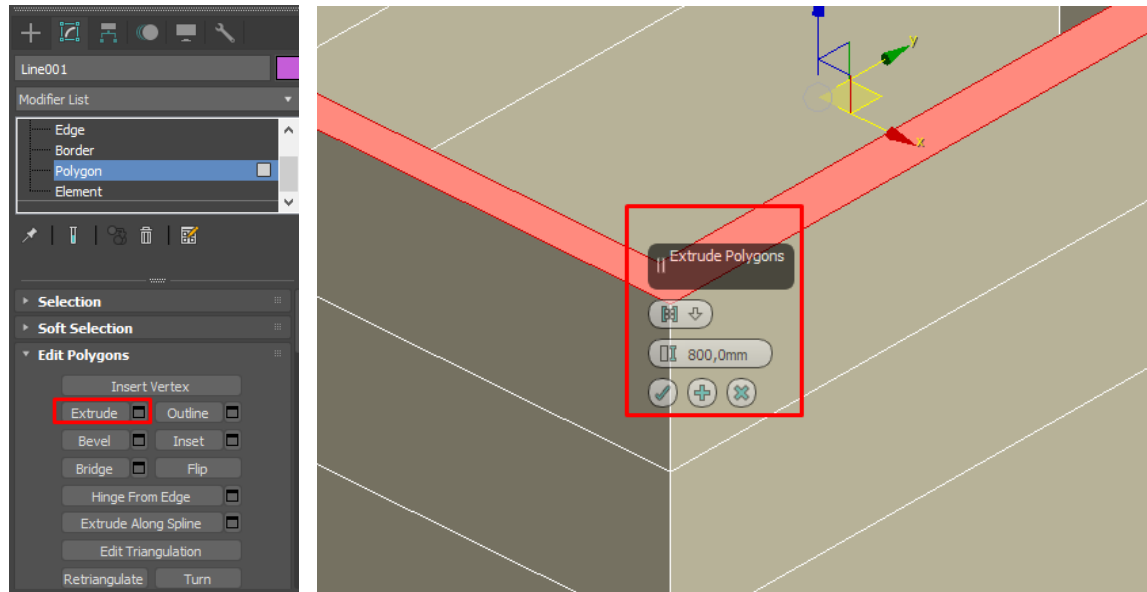 Line001
Modifier List
Edge
Border
Polygon
Element
Selection
Soft Selection
Edit Polygons
Insert Vertex
Extrude Outline
Bevel Inset
Bridge Flip
Hinge From Edge
Extrude Along Spline
Edit Triangulation
Retriangulate Turn
y
x
Extrude Polygons
800,0mm